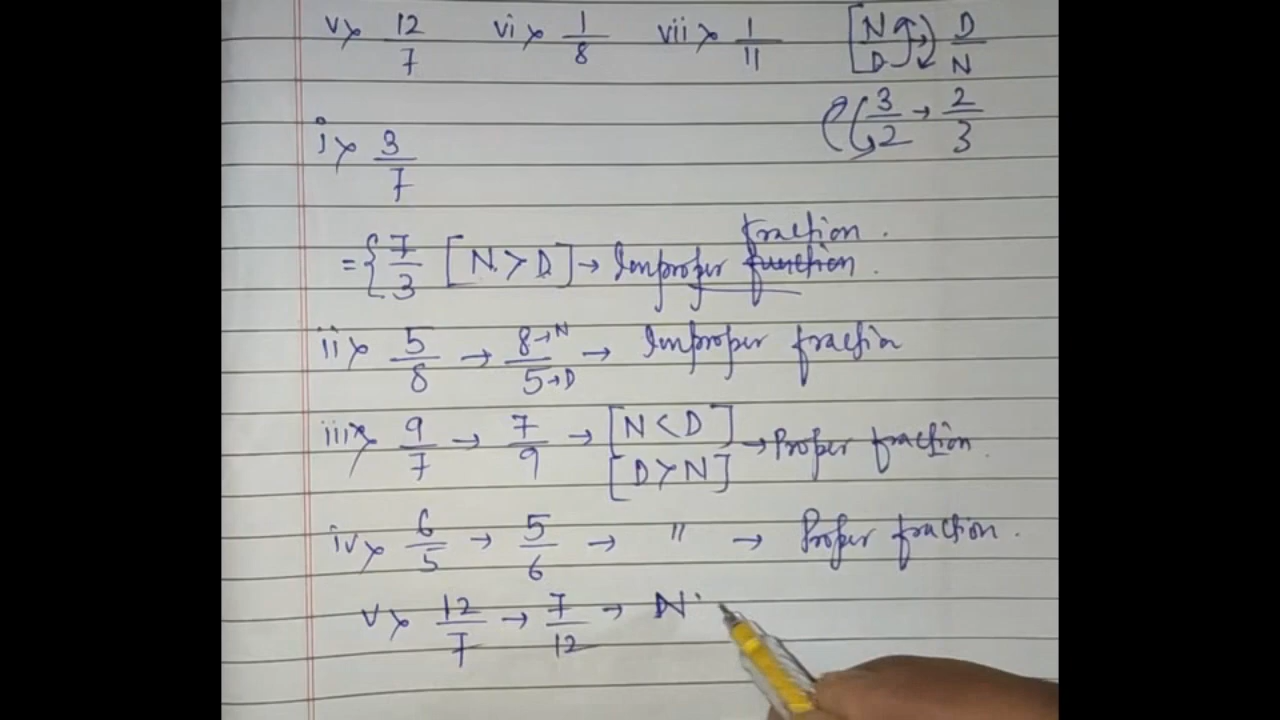 v> 12/7 vi> 1/8 vii> 1/11 [N/D → D/N
3/2 → 2/3
i> 3/7
fraction.
= { 7/3 [N > D] → Improper function.
ii> 5/8 → 8→N/5→D → Improper fraction
iii> 9/7 → 7/9 → [N < D] [D > N] → Proper fraction.
iv> 6/5 → 5/6 → " → Proper fraction.
v> 12/7 → 7/12 → N